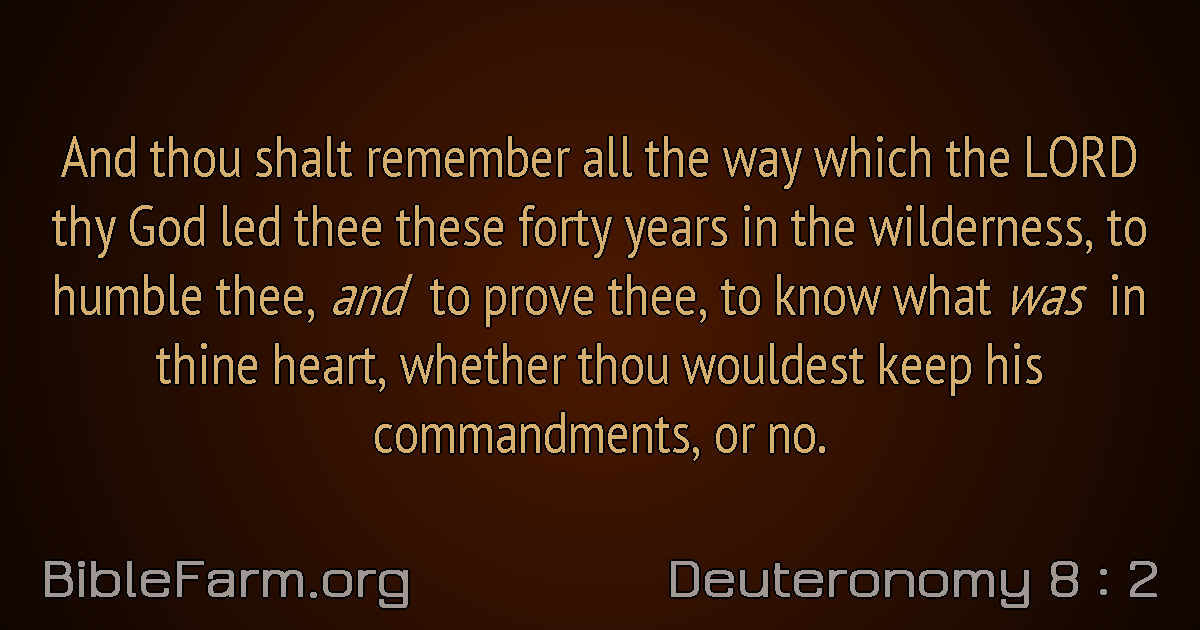 And thou shalt remember all the way which the LORD
thy God led thee these forty years in the wilderness, to
humble thee, and to prove thee, to know what was in
thine heart, whether thou wouldest keep his
commandments, or no.
BibleFarm.org
Deuteronomy 8 : 2